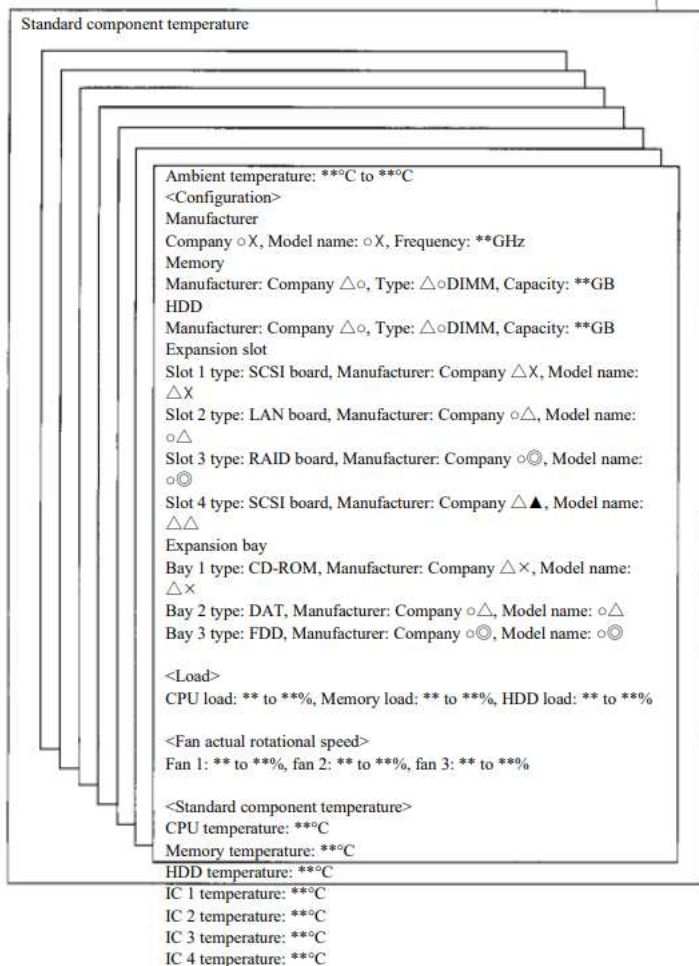 Standard component temperature
Ambient temperature: **°C to **°C
<Configuration>
Manufacturer
Company ○X, Model name: ○X, Frequency: **GHz
Memory
Manufacturer: Company △○, Type: △○DIMM, Capacity: **GB
HDD
Manufacturer: Company △○, Type: △○DIMM, Capacity: **GB
Expansion slot
Slot 1 type: SCSI board, Manufacturer: Company △X, Model name:
△X
Slot 2 type: LAN board, Manufacturer: Company ○△, Model name:
○△
Slot 3 type: RAID board, Manufacturer: Company ○◎, Model name:
○◎
Slot 4 type: SCSI board, Manufacturer: Company △▲, Model name:
△△
Expansion bay
Bay 1 type: CD-ROM, Manufacturer: Company △×, Model name:
△×
Bay 2 type: DAT, Manufacturer: Company ○△, Model name: ○△
Bay 3 type: FDD, Manufacturer: Company ○◎, Model name: ○◎
<Load>
CPU load: ** to **%, Memory load: ** to **%, HDD load: ** to **%
<Fan actual rotational speed>
Fan 1: ** to **%, fan 2: ** to **%, fan 3: ** to **%
<Standard component temperature>
CPU temperature: **°C
Memory temperature: **°C
HDD temperature: **°C
IC 1 temperature: **°C
IC 2 temperature: **°C
IC 3 temperature: **°C
IC 4 temperature: **°C